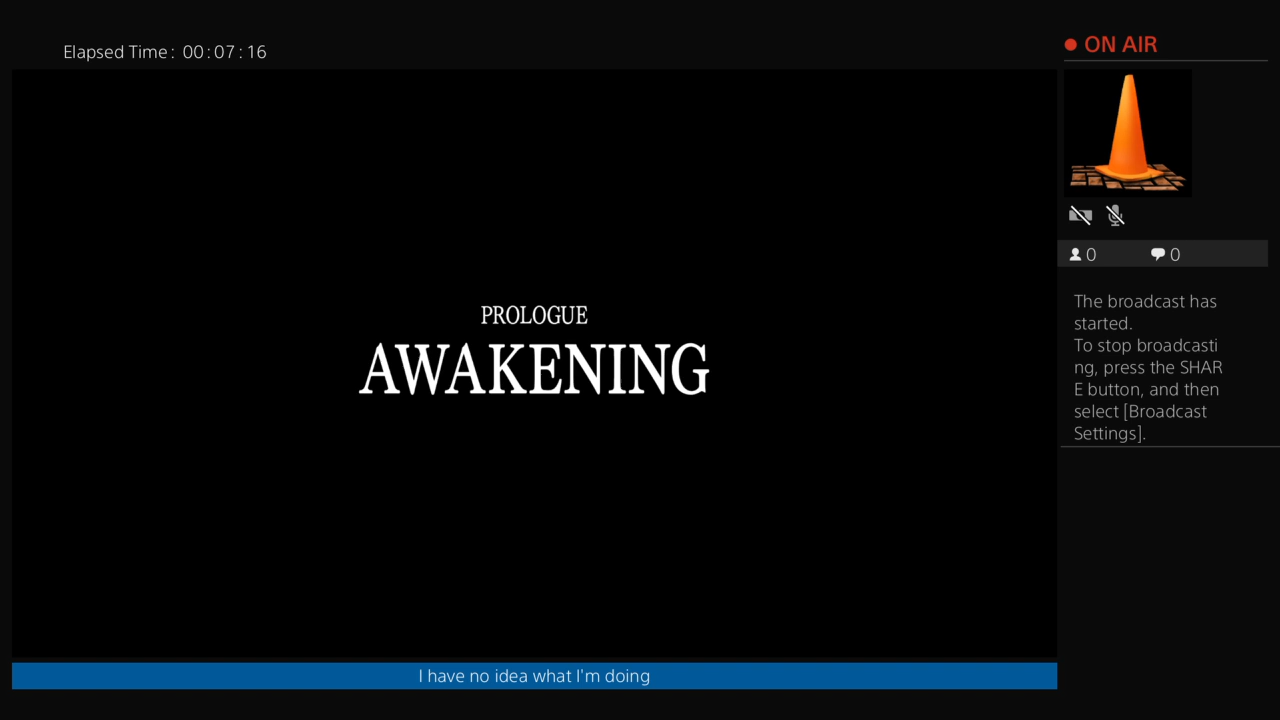 Elapsed Time: 00:07:16
ON AIR
0 0
PROLOGUE
AWAKENING
The broadcast has
started.
To stop broadcasti
ng, press the SHAR
E button, and then
select [Broadcast
Settings].
I have no idea what I'm doing